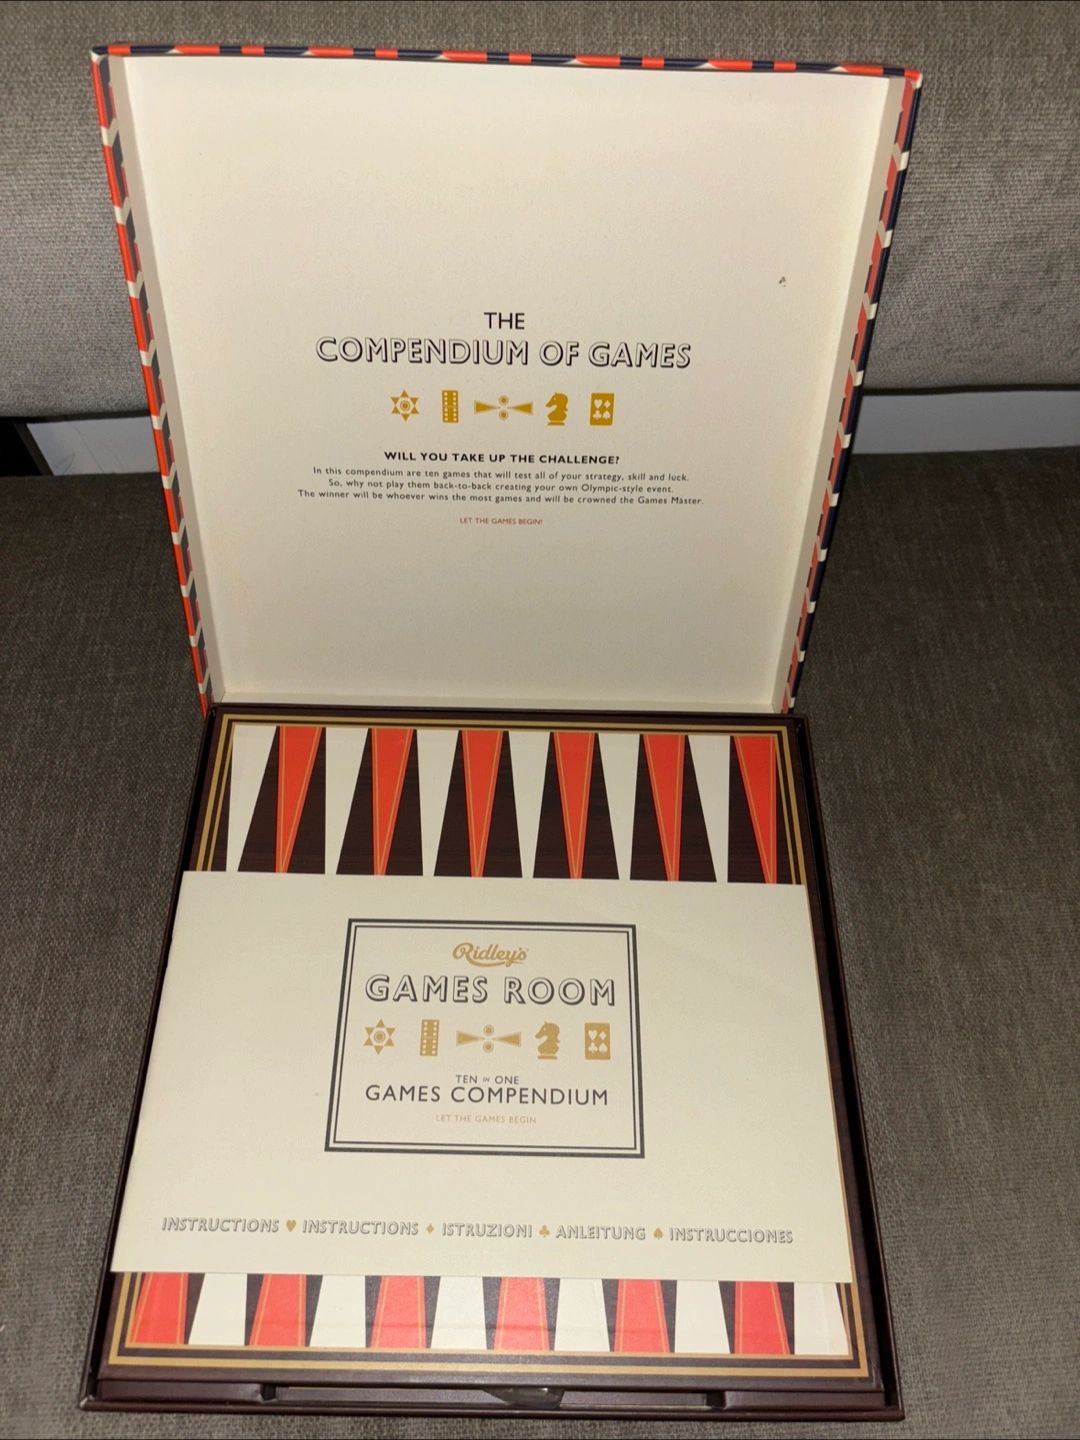 THE
COMPENDIUM OF GAMES
WILL YOU TAKE UP THE CHALLENGE?
In this compendium are ten games that will test all of your strategy, skill and luck.
So, why not play them back-to-back creating your own Olympic-style event.
The winner will be whoever wins the most games and will be crowned the Games Master.
LET THE GAMES BEGIN!
Ridley's
GAMES ROOM
TEN IN ONE
GAMES COMPENDIUM
LET THE GAMES BEGIN
INSTRUCTIONS ♥ INSTRUCTIONS ♦ ISTRUZIONI ♣ ANLEITUNG ♠ INSTRUCCIONES